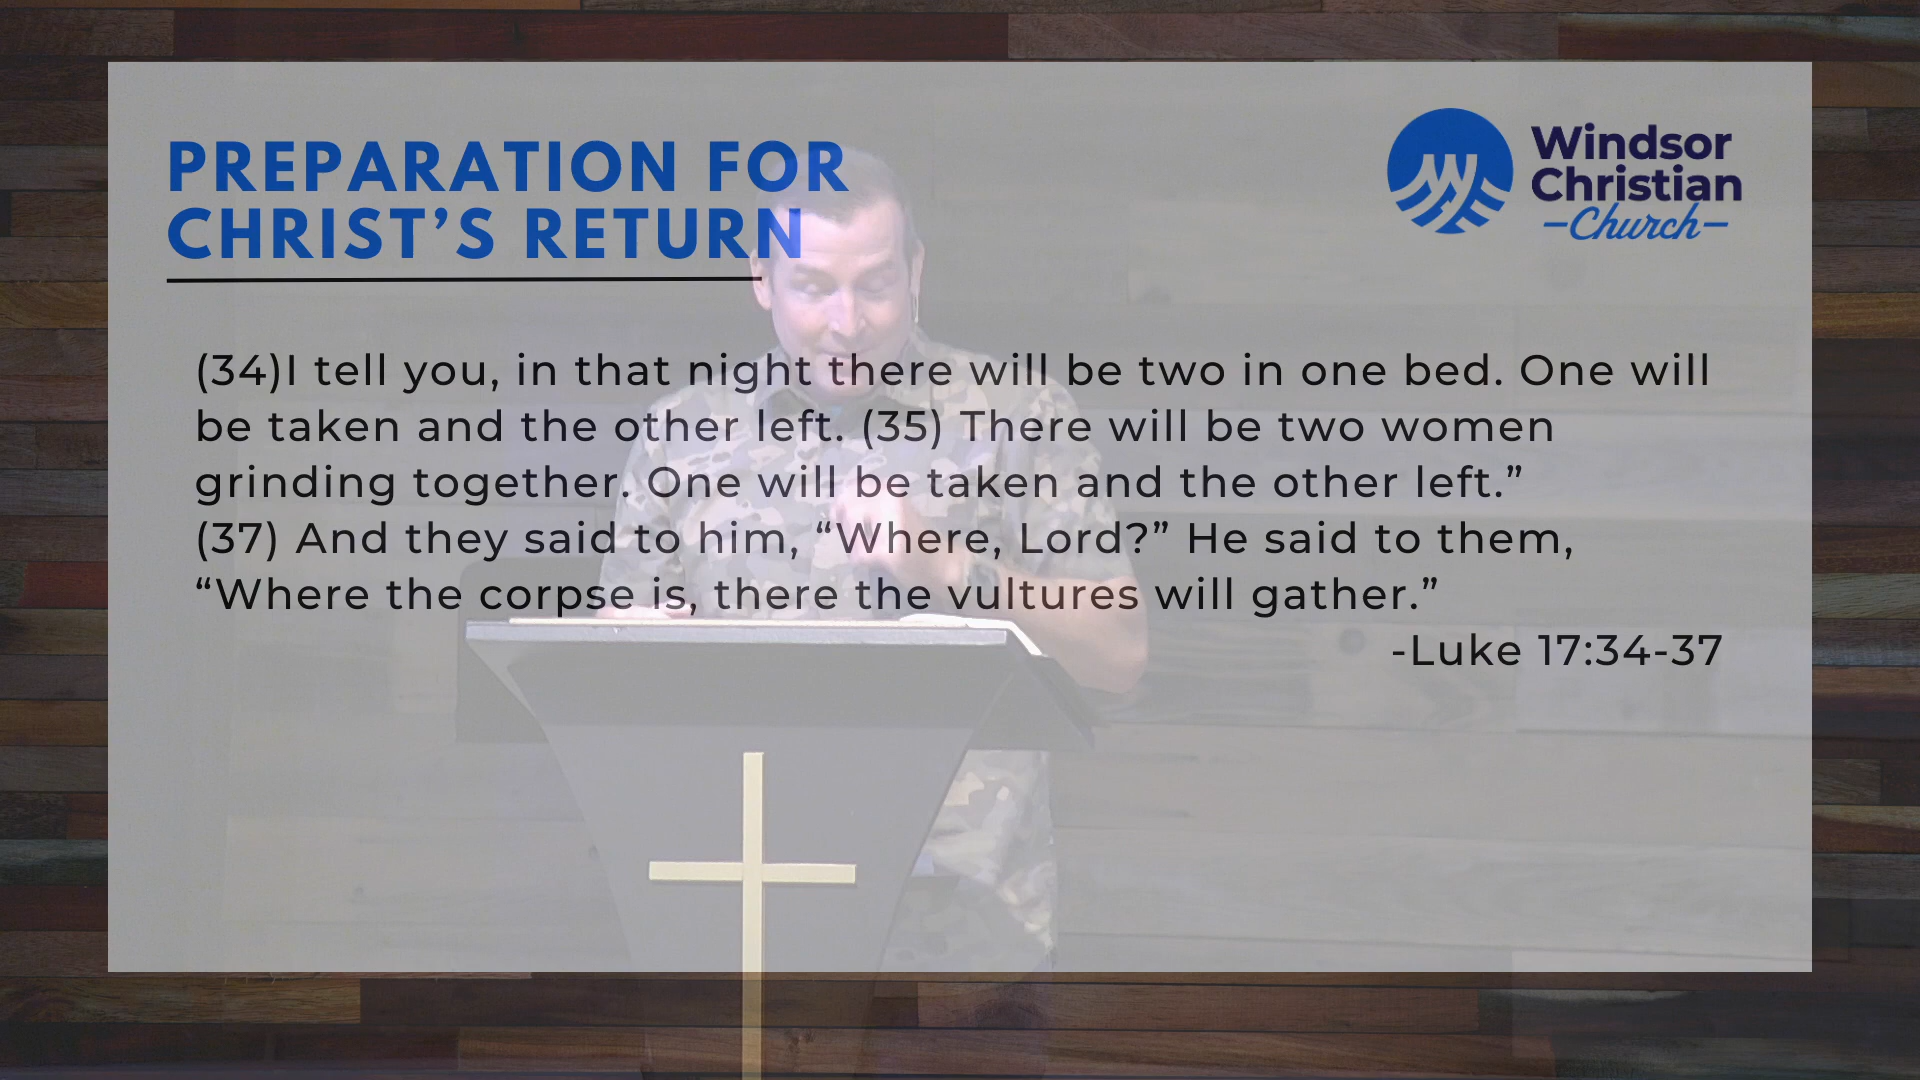 PREPARATION FOR
CHRIST’S RETURN
Windsor
Christian
-Church-
(34)I tell you, in that night there will be two in one bed. One will
be taken and the other left. (35) There will be two women
grinding together. One will be taken and the other left.”
(37) And they said to him, “Where, Lord?” He said to them,
“Where the corpse is, there the vultures will gather.”
-Luke 17:34-37